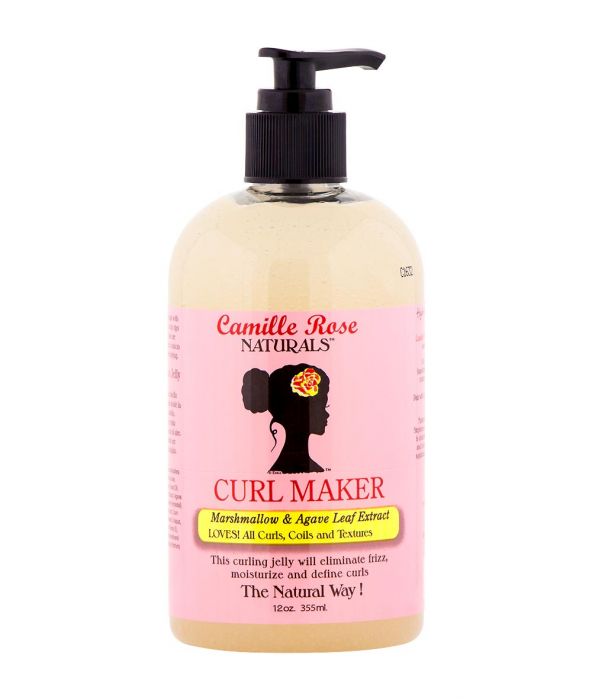 Camille Rose
NATURALS™
™
CURL MAKER
Marshmallow & Agave Leaf Extract
LOVES! All Curls, Coils and Textures
This curling jelly will eliminate frizz,
moisturize and define curls
The Natural Way !
12oz. 355ml.